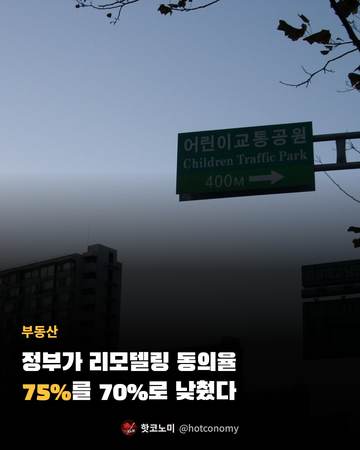 어린이교통공원
Children Traffic Park
400M
부동산
정부가 리모델링 동의율
75%를 70%로 낮췄다
핫코노미 @hotconomy